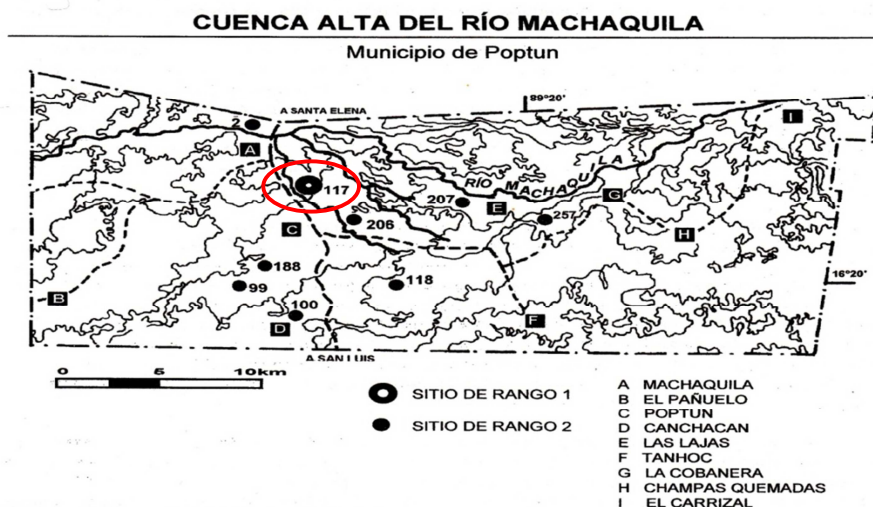 CUENCA ALTA DEL RÍO MACHAQUILA
Municipio de Poptun
89°20'
A SANTA ELENA
2
I
A
RÍO MACHAQUILA
117
207
E
G
206
257
C
H
188
118
16°20'
99
B
100
F
D
A SAN LUIS
0 5 10km
SITIO DE RANGO 1
SITIO DE RANGO 2
A MACHAQUILA
B EL PAÑUELO
C POPTUN
D CANCHACAN
E LAS LAJAS
F TANHOC
G LA COBANERA
H CHAMPAS QUEMADAS
I EL CARRIZAL